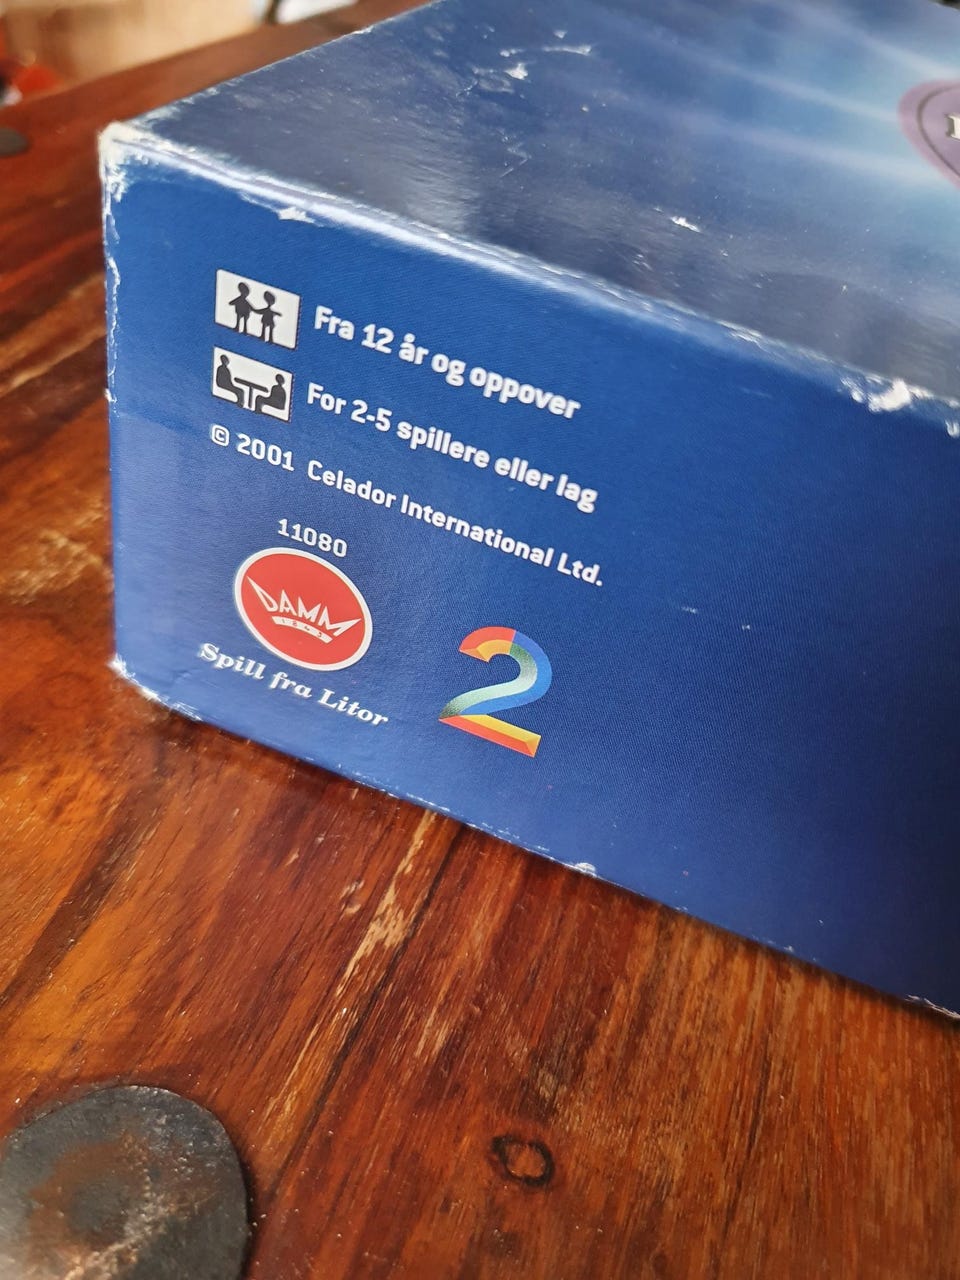 Fra 12 år og oppover
For 2-5 spillere eller lag
© 2001 Celador International Ltd.
11080
DAMM
1843
Spill fra Litor
2